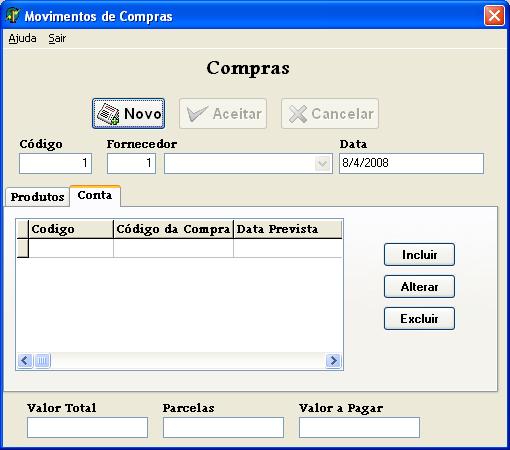 Movimentos de Compras
Ajuda Sair
Compras
Novo Aceitar Cancelar
Código Fornecedor Data
1 1 8/4/2008
Produtos Conta
Codigo Código da Compra Data Prevista
Incluir
Alterar
Excluir
Valor Total Parcelas Valor a Pagar